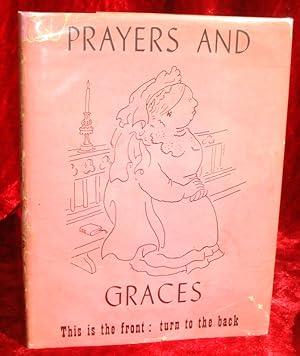 PRAYERS AND
GRACES
This is the front: turn to the back